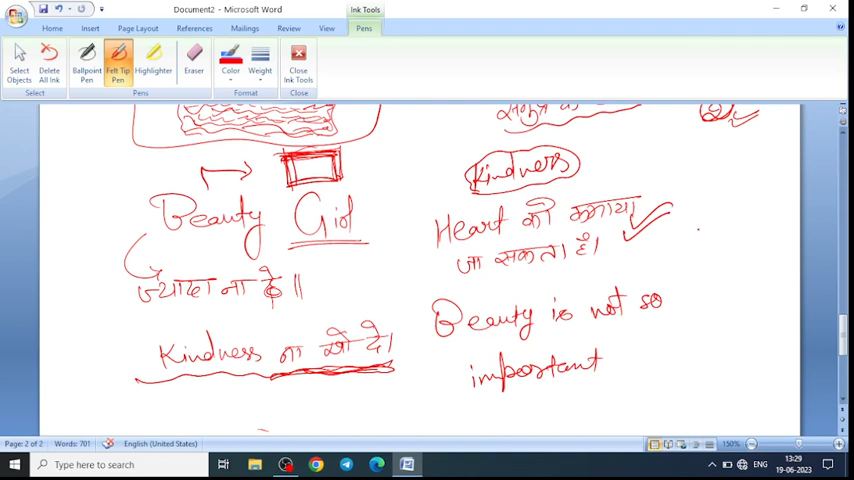 Document2 - Microsoft Word
Ink Tools
Home Insert Page Layout References Mailings Review View Pens
Select Objects
Delete All Ink
Ballpoint Pen
Felt Tip Pen
Highlighter
Eraser
Color
Weight
Close Ink Tools
Select
Pens
Format
Close
Kindness
Beauty Girl
Heart को कमाया
जा सकता है।
ज्यादा ना दे ॥
Beauty is not so
important
Kindness ना खो दे।
Page: 2 of 2 Words: 701 English (United States) 150%
Type here to search
ENG
13:29
19-06-2023